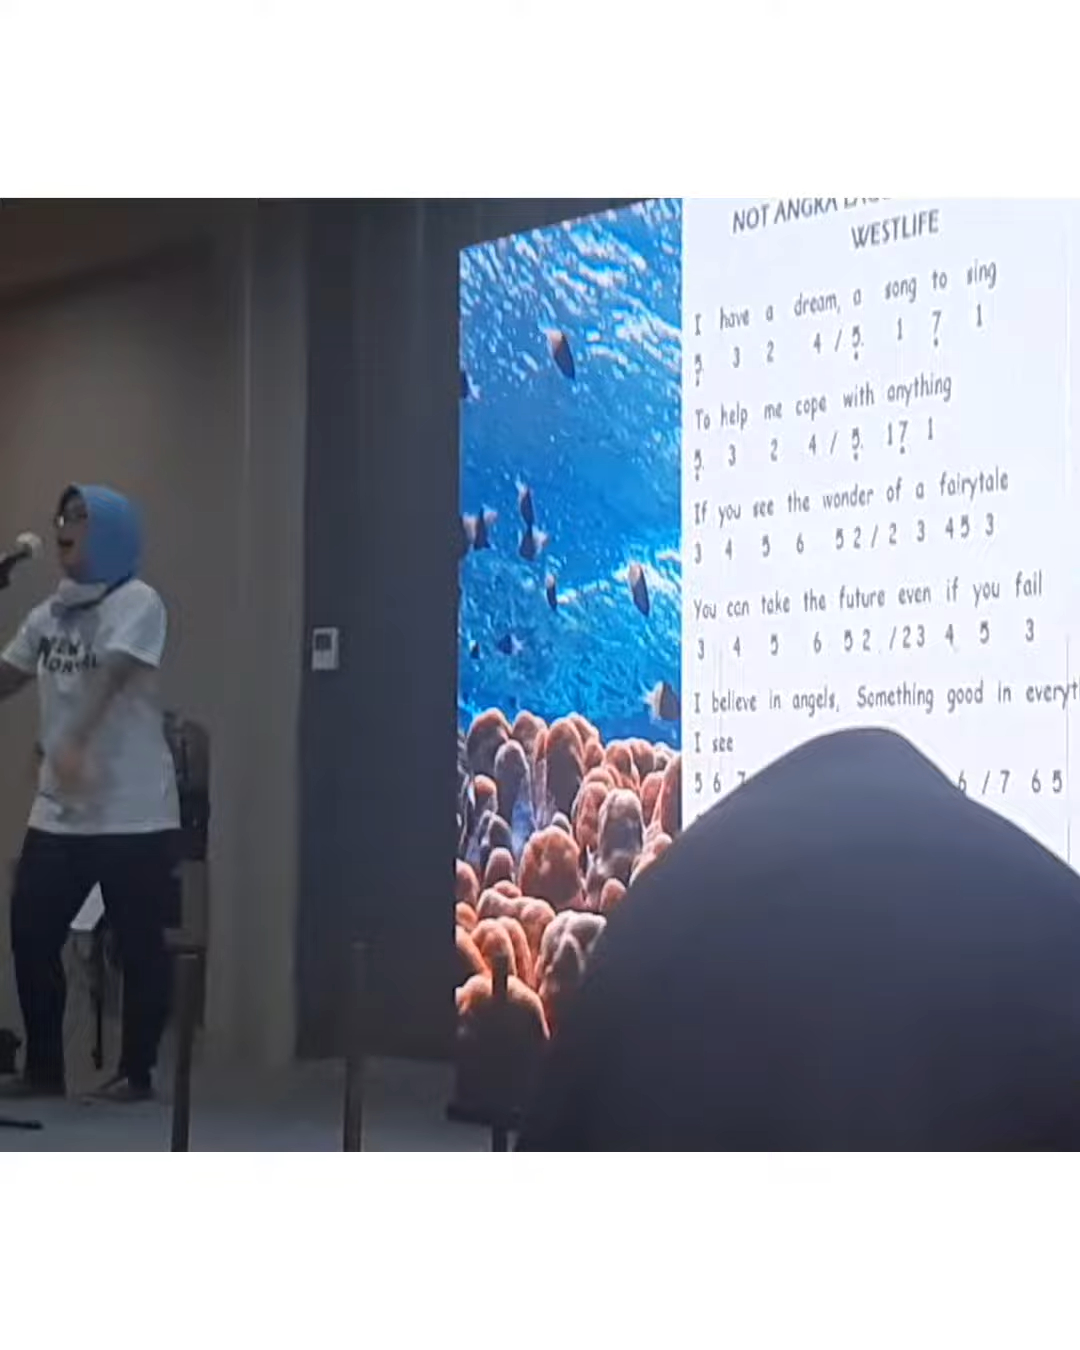 NOT ANGKA
WESTLIFE
I have a dream, a song to sing
5 3 2 4 / 5 1 7 1
To help me cope with anything
5 3 2 4 / 5 17 1
If you see the wonder of a fairytale
3 4 5 6 5 2 / 2 3 4 5 3
You can take the future even if you fail
3 4 5 6 5 2 / 2 3 4 5 3
I believe in angels, Something good in
I see
5 6 7 6 / 7 6 5
NEW